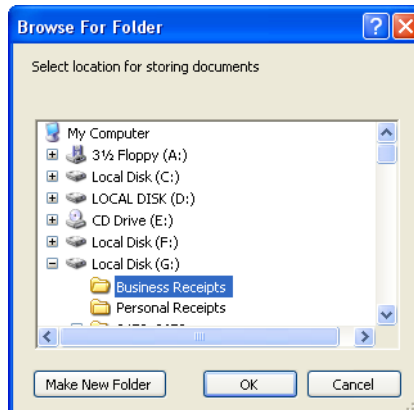 Browse For Folder
Select location for storing documents
My Computer
3½ Floppy (A:)
Local Disk (C:)
LOCAL DISK (D:)
CD Drive (E:)
Local Disk (F:)
Local Disk (G:)
Business Receipts
Personal Receipts
Make New Folder OK Cancel